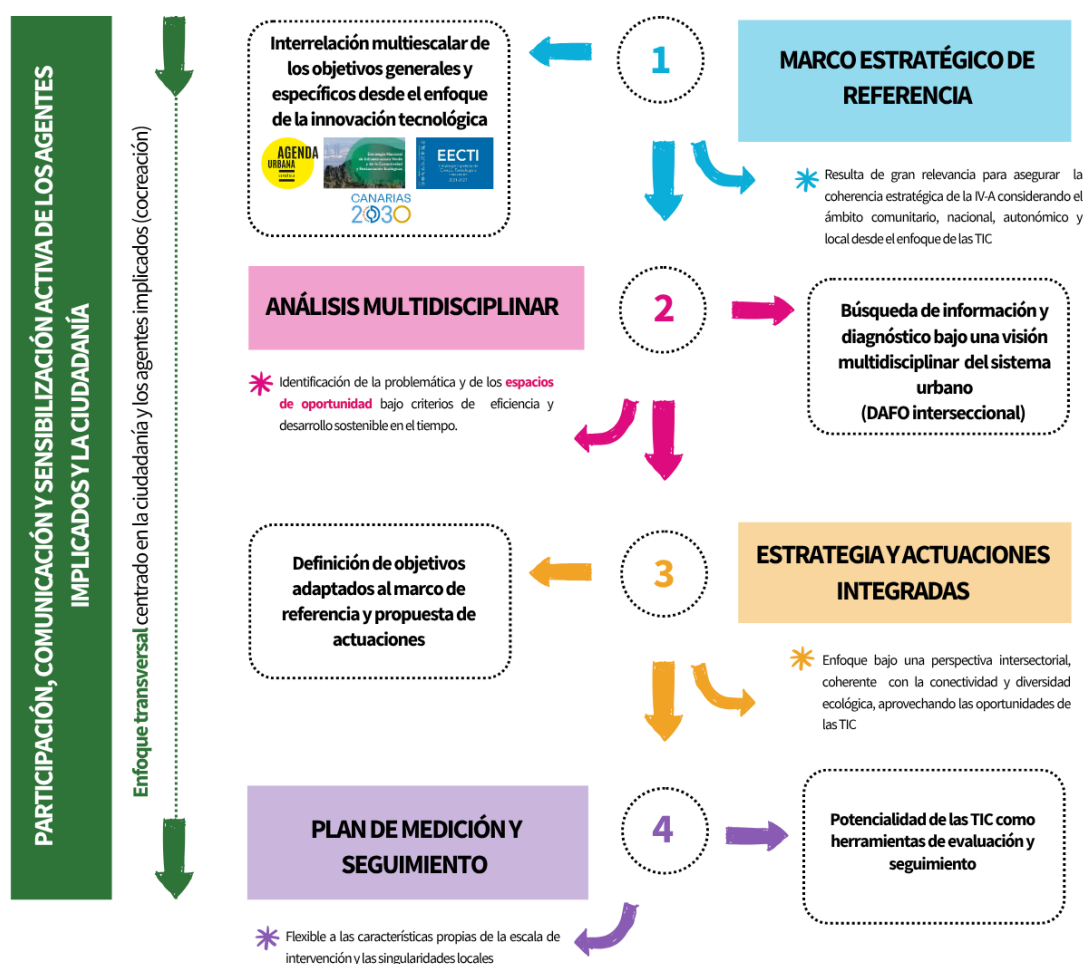 PARTICIPACIÓN, COMUNICACIÓN Y SENSIBILIZACIÓN ACTIVA DE LOS AGENTES
IMPLICADOS Y LA CIUDADANÍA
Enfoque transversal centrado en la ciudadanía y los agentes implicados (cocreación)
Interrelación multiescalar de
los objetivos generales y
específicos desde el enfoque
de la innovación tecnológica
AGENDA
URBANA
EECTI
CANARIAS
2030
1
MARCO ESTRATÉGICO DE
REFERENCIA
Resulta de gran relevancia para asegurar la
coherencia estratégica de la IV-A considerando el
ámbito comunitario, nacional, autonómico y
local desde el enfoque de las TIC
ANÁLISIS MULTIDISCIPLINAR
Identificación de la problemática y de los espacios
de oportunidad bajo criterios de eficiencia y
desarrollo sostenible en el tiempo.
2
Búsqueda de información y
diagnóstico bajo una visión
multidisciplinar del sistema
urbano
(DAFO interseccional)
Definición de objetivos
adaptados al marco de
referencia y propuesta de
actuaciones
3
ESTRATEGIA Y ACTUACIONES
INTEGRADAS
Enfoque bajo una perspectiva intersectorial,
coherente con la conectividad y diversidad
ecológica, aprovechando las oportunidades de
las TIC
PLAN DE MEDICIÓN Y
SEGUIMIENTO
4
Potencialidad de las TIC como
herramientas de evaluación y
seguimiento
Flexible a las características propias de la escala de
intervención y las singularidades locales